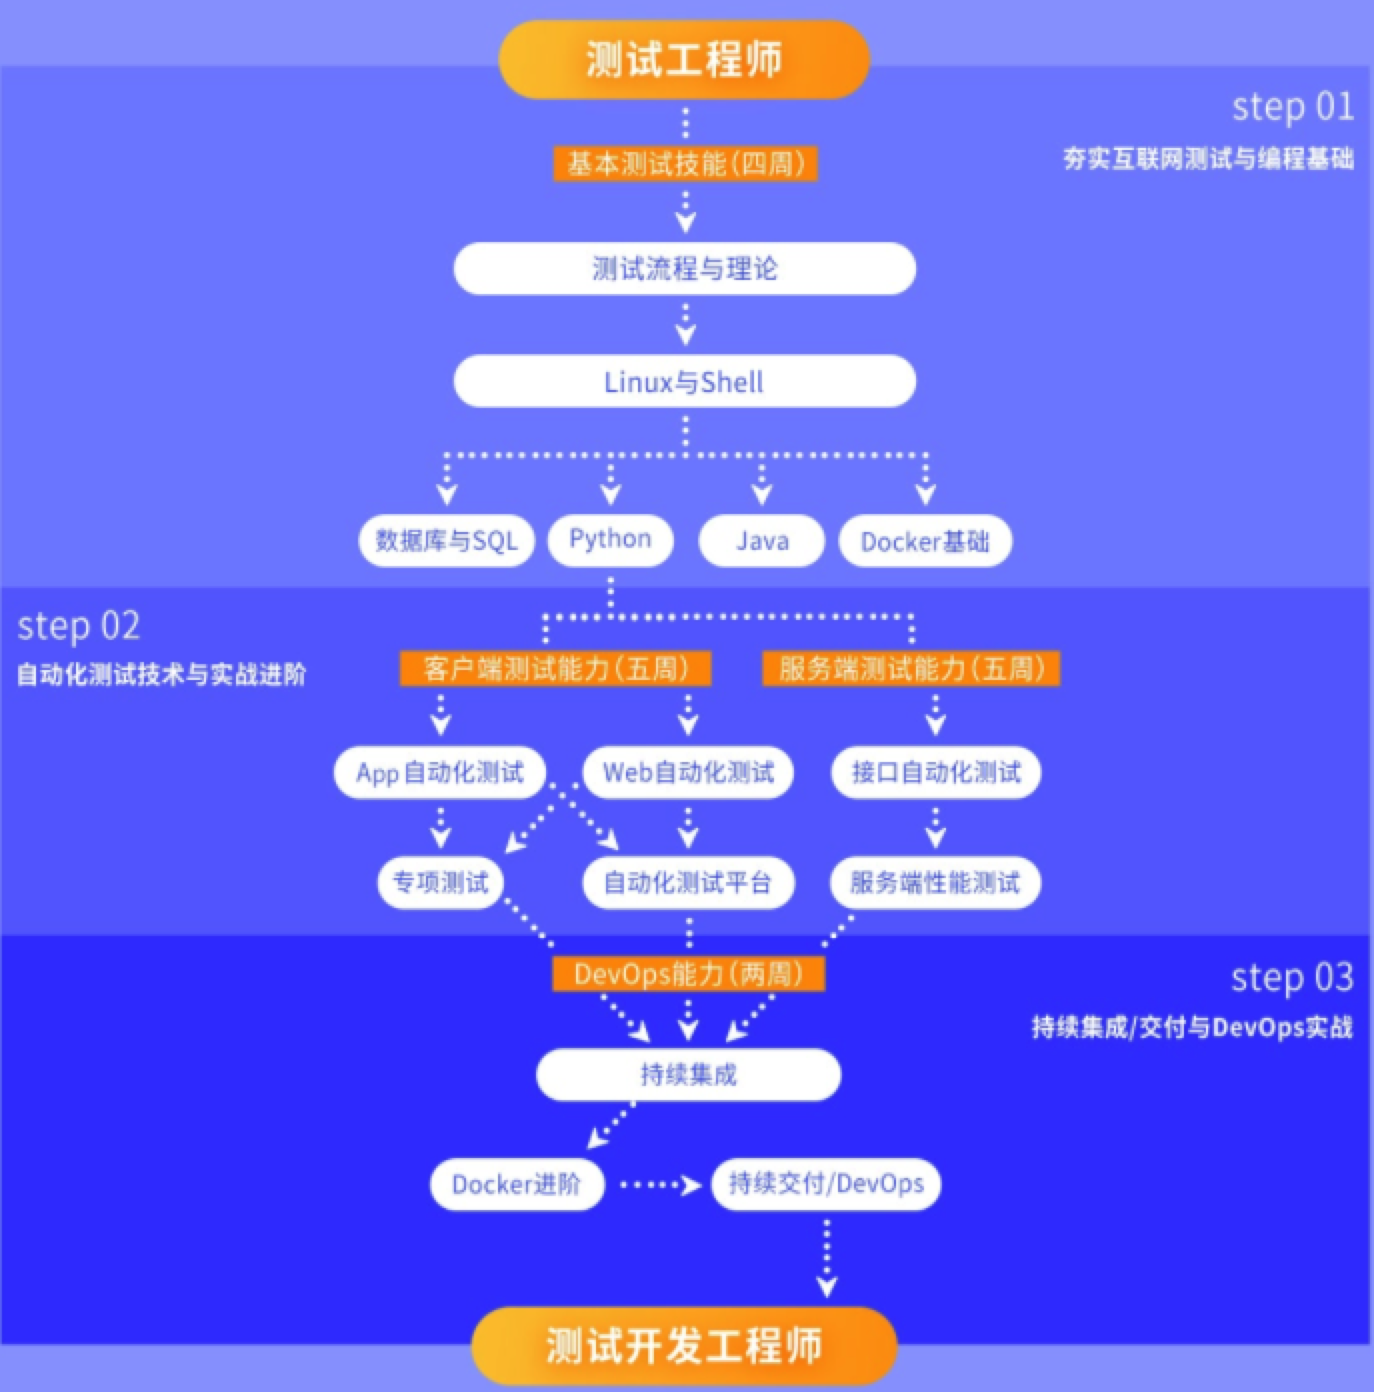 测试工程师
step 01
夯实互联网测试与编程基础
基本测试技能(四周)
测试流程与理论
Linux与Shell
数据库与SQL
Python
Java
Docker基础
step 02
自动化测试技术与实战进阶
客户端测试能力(五周)
服务端测试能力(五周)
App自动化测试
Web自动化测试
接口自动化测试
专项测试
自动化测试平台
服务端性能测试
step 03
持续集成/交付与DevOps实战
DevOps能力(两周)
持续集成
Docker进阶
持续交付/DevOps
测试开发工程师